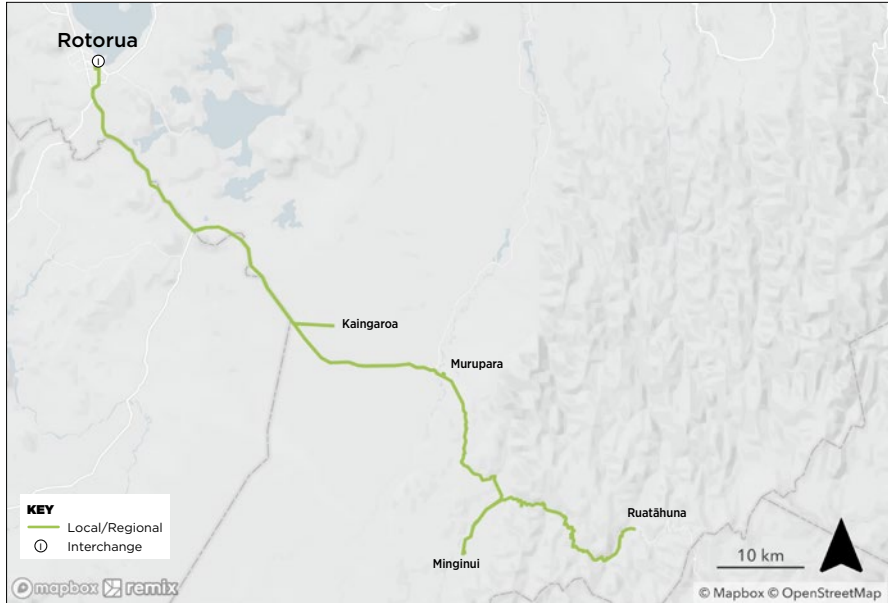 Rotorua
Kaingaroa
Murupara
Ruatāhuna
Minginui
KEY
Local/Regional
Interchange
10 km
mapbox remix
© Mapbox © OpenStreetMap